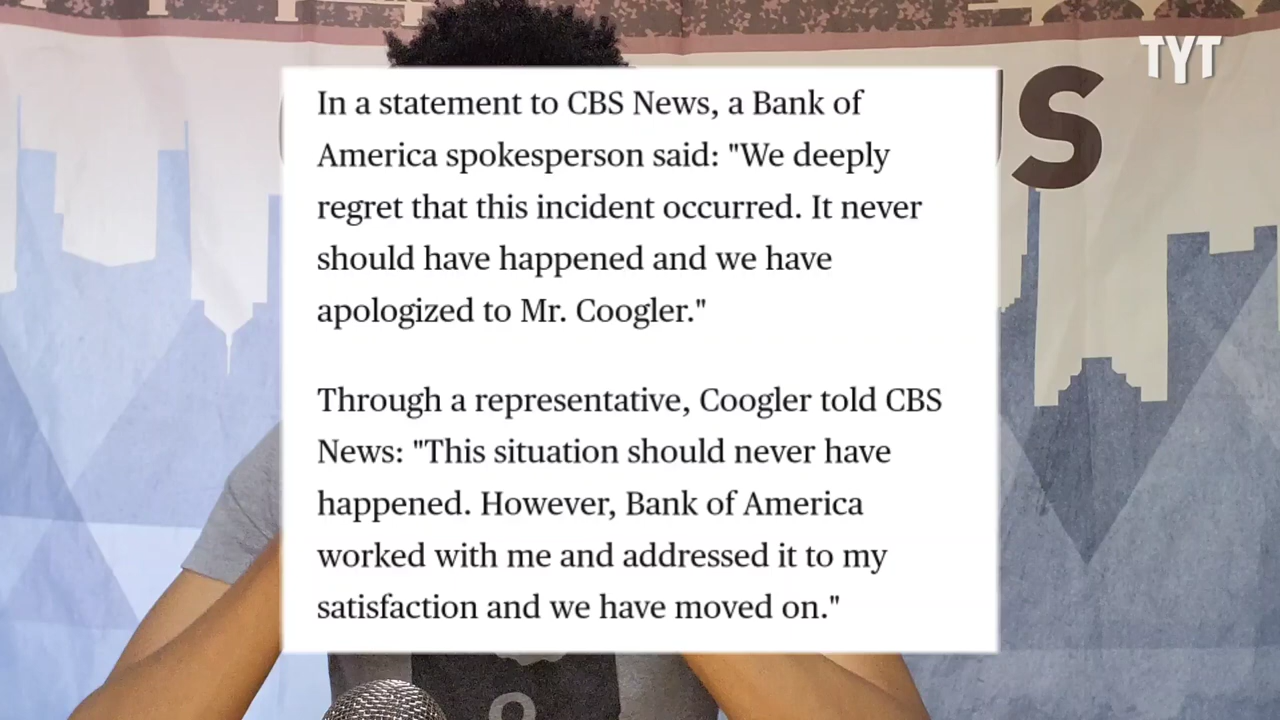 TYT
US
In a statement to CBS News, a Bank of
America spokesperson said: "We deeply
regret that this incident occurred. It never
should have happened and we have
apologized to Mr. Coogler."
Through a representative, Coogler told CBS
News: "This situation should never have
happened. However, Bank of America
worked with me and addressed it to my
satisfaction and we have moved on."